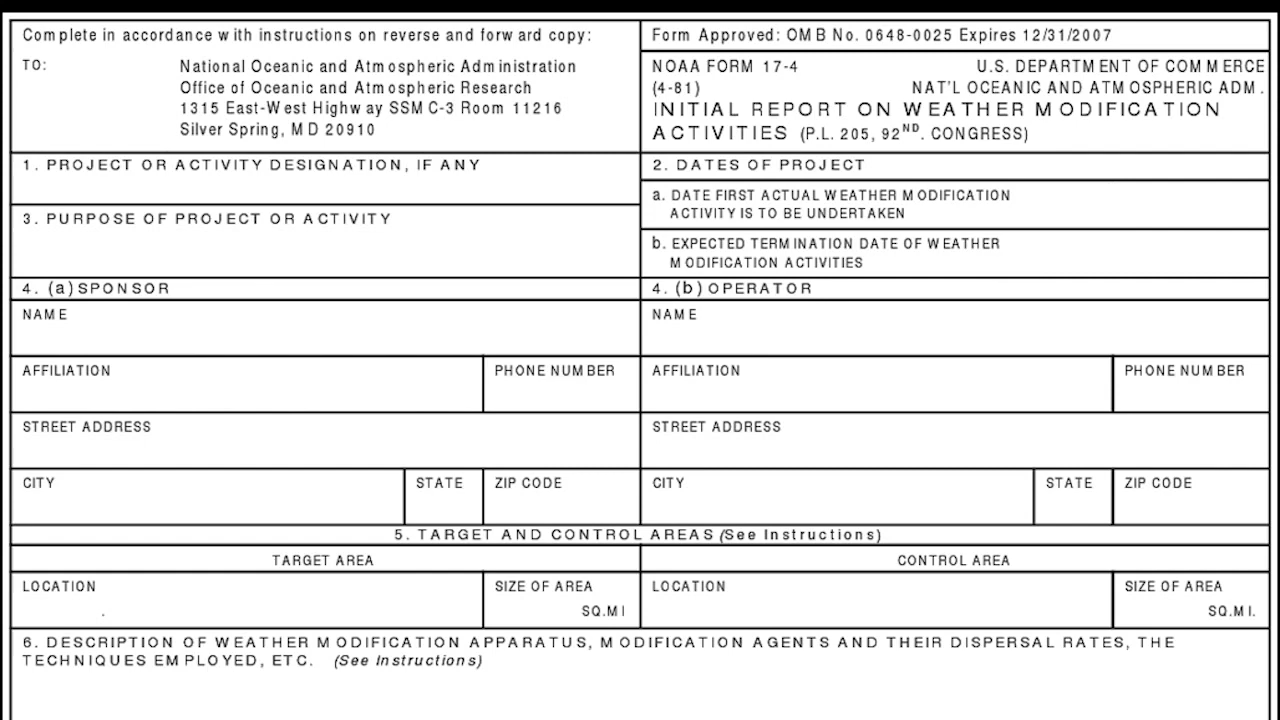 Complete in accordance with instructions on reverse and forward copy:
TO:
National Oceanic and Atmospheric Administration
Office of Oceanic and Atmospheric Research
1315 East-West Highway SSMC-3 Room 11216
Silver Spring, MD 20910
Form Approved: OMB No. 0648-0025 Expires 12/31/2007
NOAA FORM 17-4 U.S. DEPARTMENT OF COMMERCE
(4-81) NAT'L OCEANIC AND ATMOSPHERIC ADM.
INITIAL REPORT ON WEATHER MODIFICATION
ACTIVITIES (P.L. 205, 92ND. CONGRESS)
1. PROJECT OR ACTIVITY DESIGNATION, IF ANY
2. DATES OF PROJECT
a. DATE FIRST ACTUAL WEATHER MODIFICATION
ACTIVITY IS TO BE UNDERTAKEN
3. PURPOSE OF PROJECT OR ACTIVITY
b. EXPECTED TERMINATION DATE OF WEATHER
MODIFICATION ACTIVITIES
4. (a) SPONSOR
4. (b) OPERATOR
NAME
NAME
AFFILIATION
PHONE NUMBER
AFFILIATION
PHONE NUMBER
STREET ADDRESS
STREET ADDRESS
CITY
STATE
ZIP CODE
CITY
STATE
ZIP CODE
5. TARGET AND CONTROL AREAS (See Instructions)
TARGET AREA
CONTROL AREA
LOCATION
.
SIZE OF AREA
SQ.MI
LOCATION
SIZE OF AREA
SQ.MI.
6. DESCRIPTION OF WEATHER MODIFICATION APPARATUS, MODIFICATION AGENTS AND THEIR DISPERSAL RATES, THE
TECHNIQUES EMPLOYED, ETC. (See Instructions)